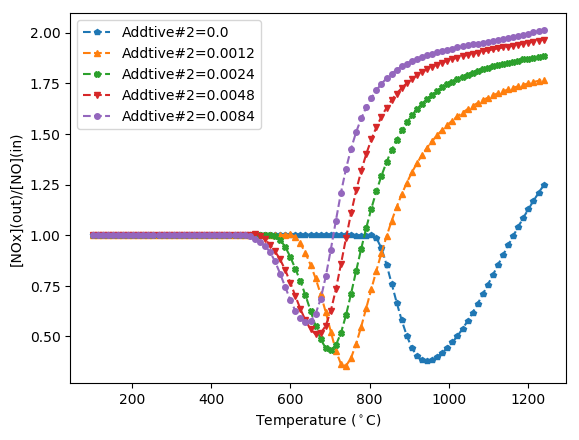 2.00
1.75
1.50
1.25
1.00
0.75
0.50
[NOx](out)/[NO](in)
Addtive#2=0.0
Addtive#2=0.0012
Addtive#2=0.0024
Addtive#2=0.0048
Addtive#2=0.0084
200 400 600 800 1000 1200
Temperature (°C)